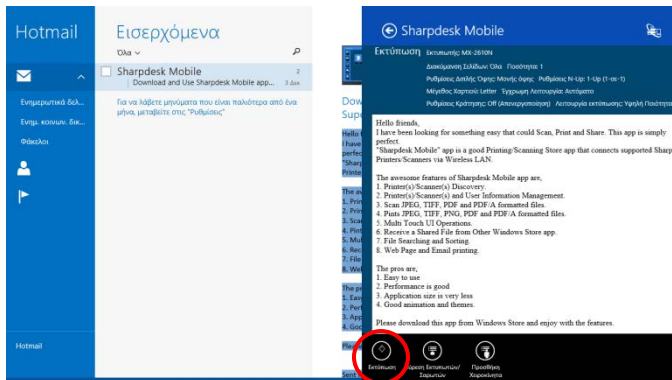 Hotmail
Ενημερωτικά δελ...
Ενημ. κοινων. δικ...
Φάκελοι
Hotmail
Εισερχόμενα
Όλα
Sharpdesk Mobile 2
Download and Use Sharpdesk Mobile app... 3 Δεκ
Για να λάβετε μηνύματα που είναι παλιότερα από ένα
μήνα, μεταβείτε στις "Ρυθμίσεις"
Sharpdesk Mobile
Εκτύπωση Εκτυπωτής: MX-2610N
Διακύμανση Σελίδων: Όλα Ποσότητα: 1
Ρυθμίσεις Διπλής Όψης: Μονής όψης Ρυθμίσεις N-Up: 1-Up (1-σε-1)
Μέγεθος Χαρτιού: Letter Έγχρωμη Λειτουργία: Αυτόματο
Ρυθμίσεις Κράτησης: Off (Απενεργοποίηση) Λειτουργία εκτύπωσης: Υψηλή Ποιότητα
Hello friends,
I have been looking for something easy that could Scan, Print and Share. This app is simply
perfect.
"Sharpdesk Mobile" app is a good Printing/Scanning Store app that connects supported Sharp
Printers/Scanners via Wireless LAN.
The awesome features of Sharpdesk Mobile app are,
1. Printer(s)/Scanner(s) Discovery.
2. Printer(s)/Scanner(s) and User Information Management.
3. Scan JPEG, TIFF, PDF and PDF/A formatted files.
4. Pints JPEG, TIFF, PNG, PDF and PDF/A formatted files.
5. Multi Touch UI Operations.
6. Receive a Shared File from Other Windows Store app.
7. File Searching and Sorting.
8. Web Page and Email printing.
The pros are,
1. Easy to use
2. Performance is good
3. Application size is very less
4. Good animation and themes.
Please download this app from Windows Store and enjoy with the features.
Εκτύπωση
Εύρεση Εκτυπωτών/
Σαρωτών
Προσθήκη
Χειροκίνητα